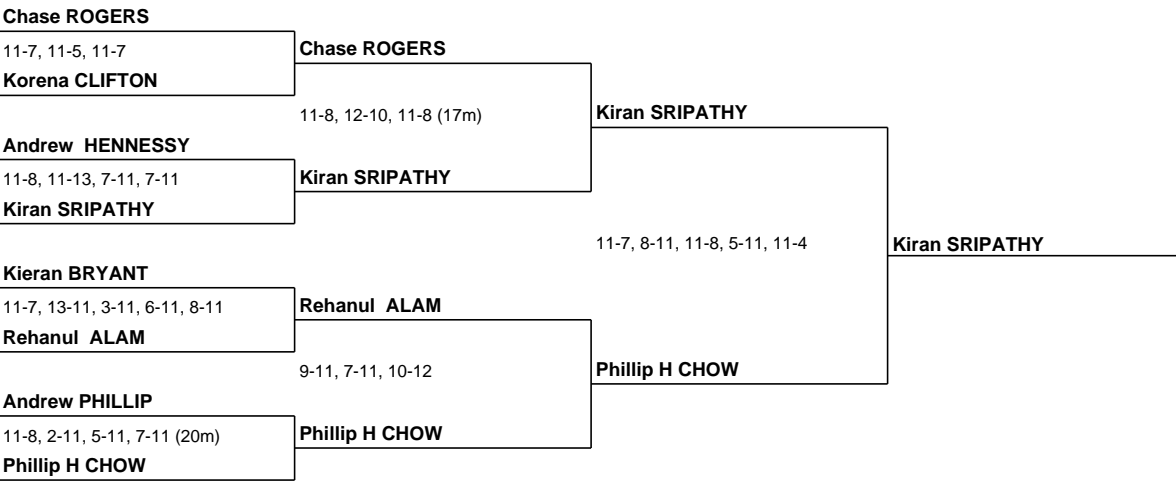 Chase ROGERS
11-7, 11-5, 11-7
Korena CLIFTON
Andrew HENNESSY
11-8, 11-13, 7-11, 7-11
Kiran SRIPATHY
Kieran BRYANT
11-7, 13-11, 3-11, 6-11, 8-11
Rehanul ALAM
Andrew PHILLIP
11-8, 2-11, 5-11, 7-11 (20m)
Phillip H CHOW
Chase ROGERS
11-8, 12-10, 11-8 (17m)
Kiran SRIPATHY
Rehanul ALAM
9-11, 7-11, 10-12
Phillip H CHOW
Kiran SRIPATHY
11-7, 8-11, 11-8, 5-11, 11-4
Phillip H CHOW
Kiran SRIPATHY